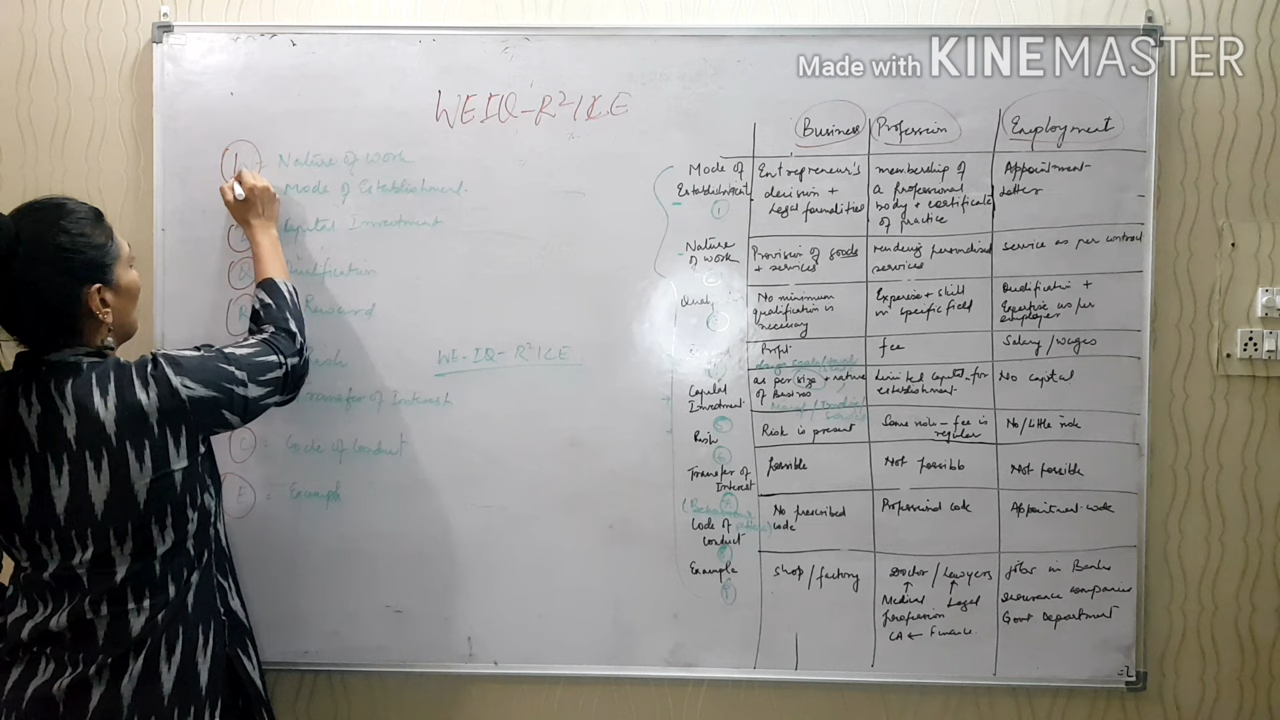 Made with KINEMASTER
WEIQ-R²ICE
Nature of Work
Mode of Establishment
Capital Investment
Qualification
R Reward
Risk
WE-IQ-R²ICE
Transfer of Interest
C = Code of Conduct
E = Example
Business Profession Employment
Mode of Establishment ① Entrepreneur's decision + Legal formalities membership of a Professional body + certificate of practice Appointment Letter
Nature of work Provision of goods + services rendering personalised services Service as per contract
Quali No minimum qualification is necessary Expertise + skill in specific field Qualification + Expertise as per employer
Profit fee Salary/wages
Capital Investment as per size + nature of Business Limited capital for establishment No capital
Risk Risk is present Some risk - fee is regular No/Little risk
Transfer of Interest Possible Not possible Not possible
Code of conduct No prescribed code Professional code Appointment code
Example Shop/factory Doctor/Lawyers Jobs in Banks
↑ ↑
Medical Legal Insurance companies
profession Govt Department
CA ← Finance